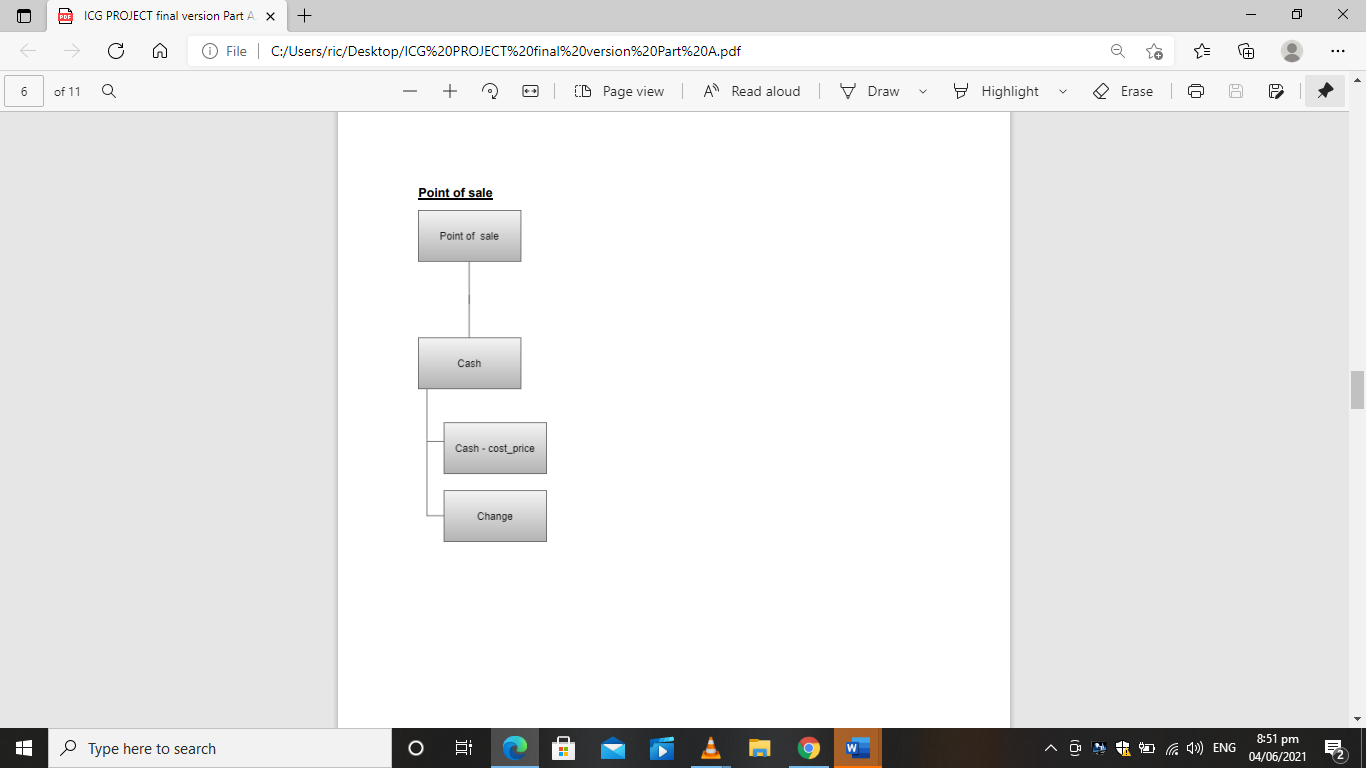 ICG PROJECT final version Part A.
File
C:/Users/ric/Desktop/ICG%20PROJECT%20final%20version%20Part%20A.pdf
6
of 11
Page view
Read aloud
Draw
Highlight
Erase
Point of sale
Point of sale
Cash
Cash - cost_price
Change
Type here to search
ENG
8:51 pm
04/06/2021
2